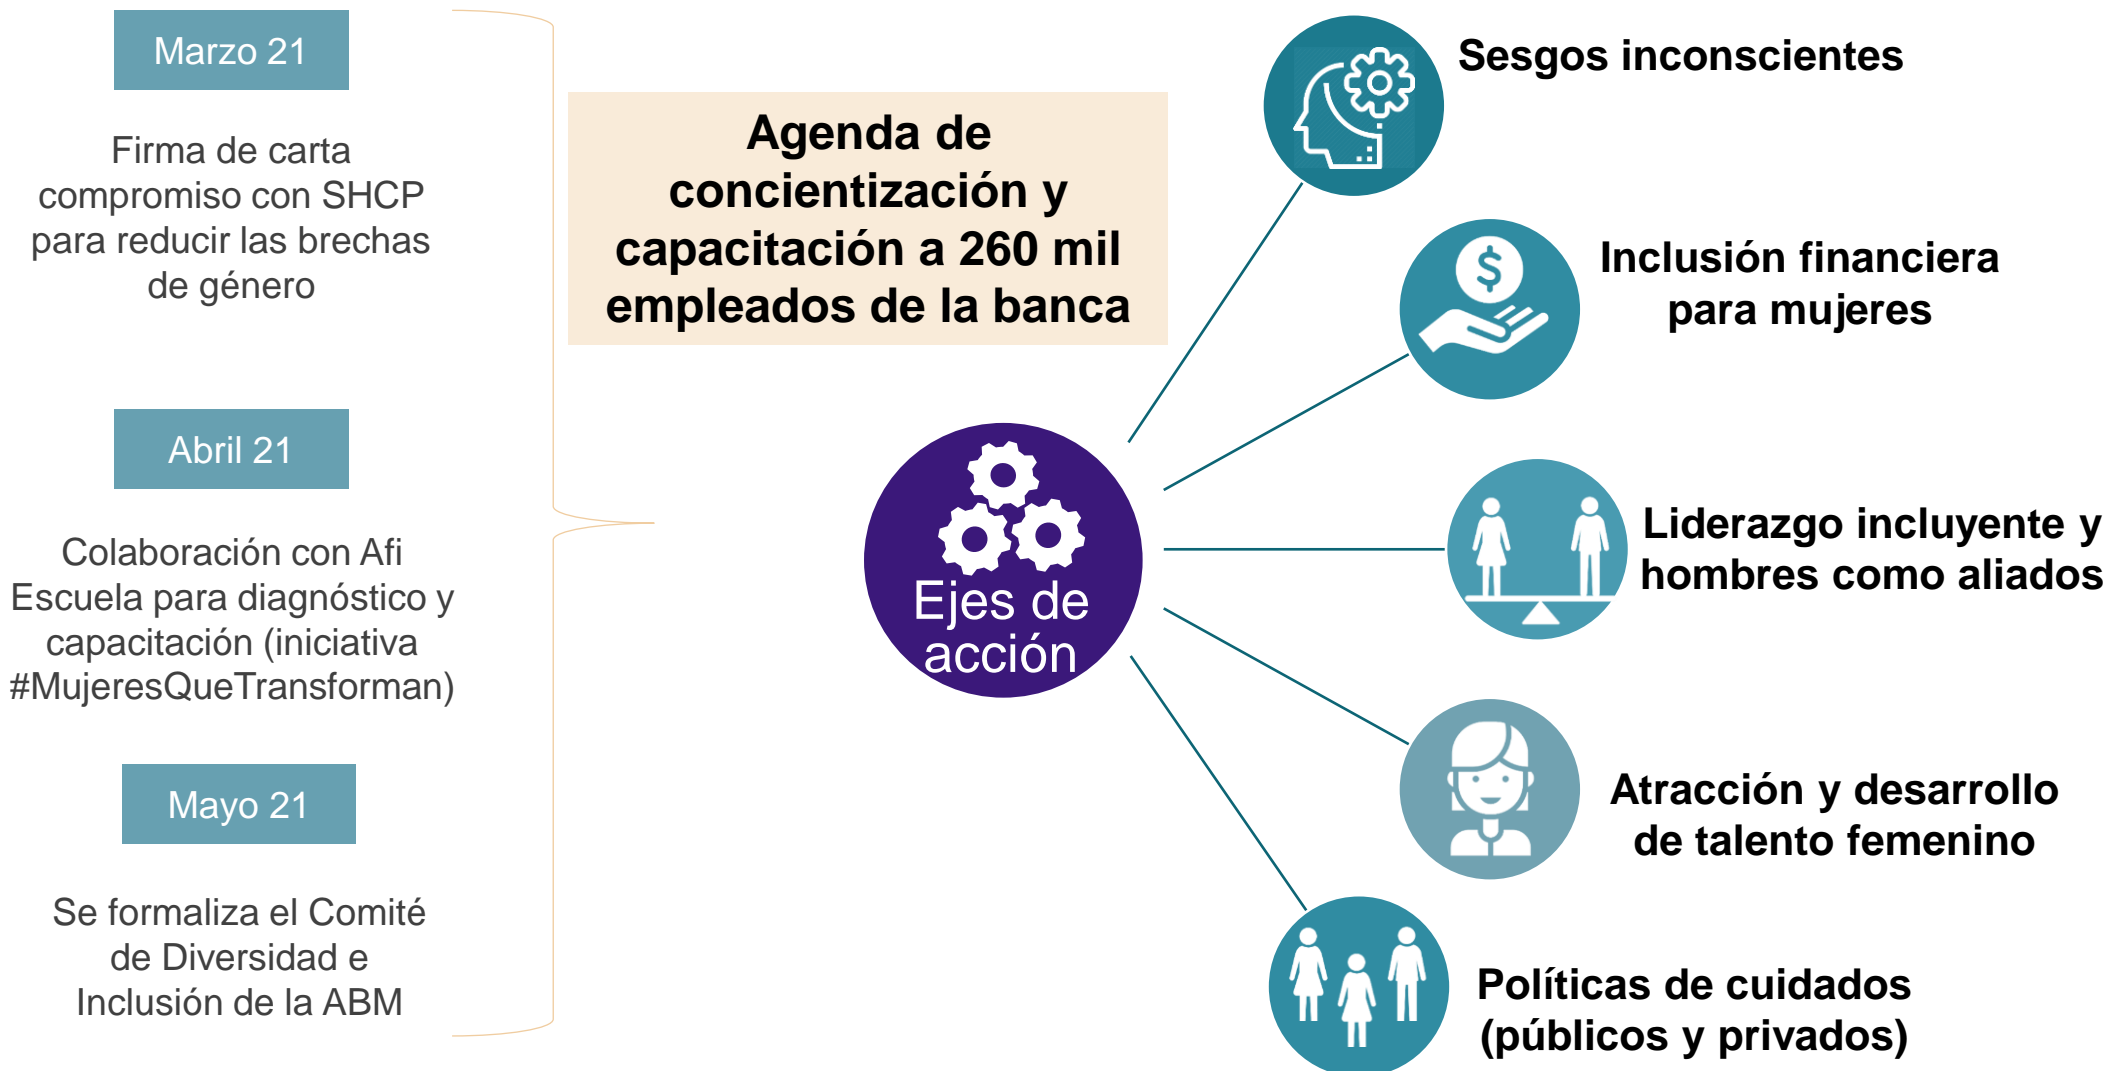 Marzo 21
Firma de carta
compromiso con SHCP
para reducir las brechas
de género
Abril 21
Colaboración con Afi
Escuela para diagnóstico y
capacitación (iniciativa
#MujeresQueTransforman)
Mayo 21
Se formaliza el Comité
de Diversidad e
Inclusión de la ABM
Agenda de
concientización y
capacitación a 260 mil
empleados de la banca
Ejes de
acción
Sesgos inconscientes
$
Inclusión financiera
para mujeres
Liderazgo incluyente y
hombres como aliados
Atracción y desarrollo
de talento femenino
Políticas de cuidados
(públicos y privados)